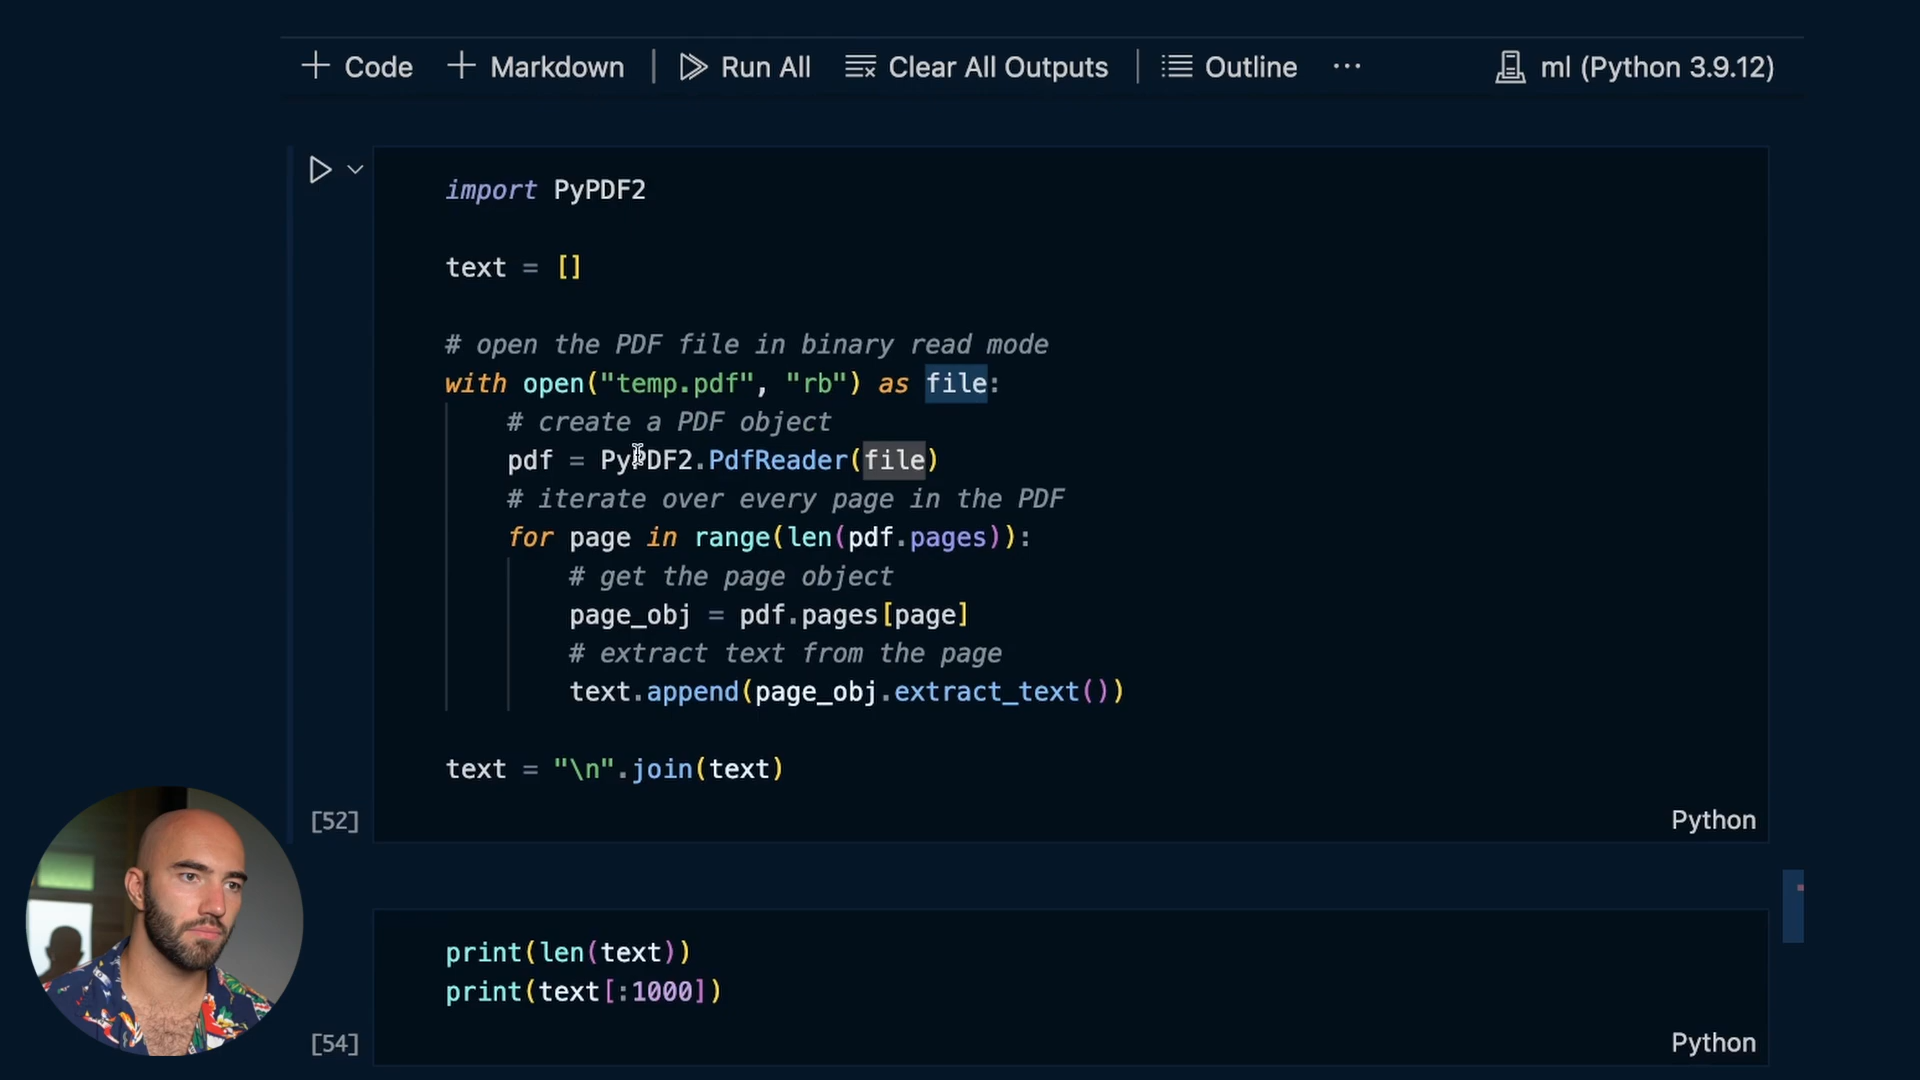 Code Markdown Run All Clear All Outputs Outline ... ml (Python 3.9.12)
import PyPDF2
text = []
# open the PDF file in binary read mode
with open("temp.pdf", "rb") as file:
    # create a PDF object
    pdf = PyPDF2.PdfReader(file)
    # iterate over every page in the PDF
    for page in range(len(pdf.pages)):
        # get the page object
        page_obj = pdf.pages[page]
        # extract text from the page
        text.append(page_obj.extract_text())
text = "\n".join(text)
[52] Python
print(len(text))
print(text[:1000])
[54] Python